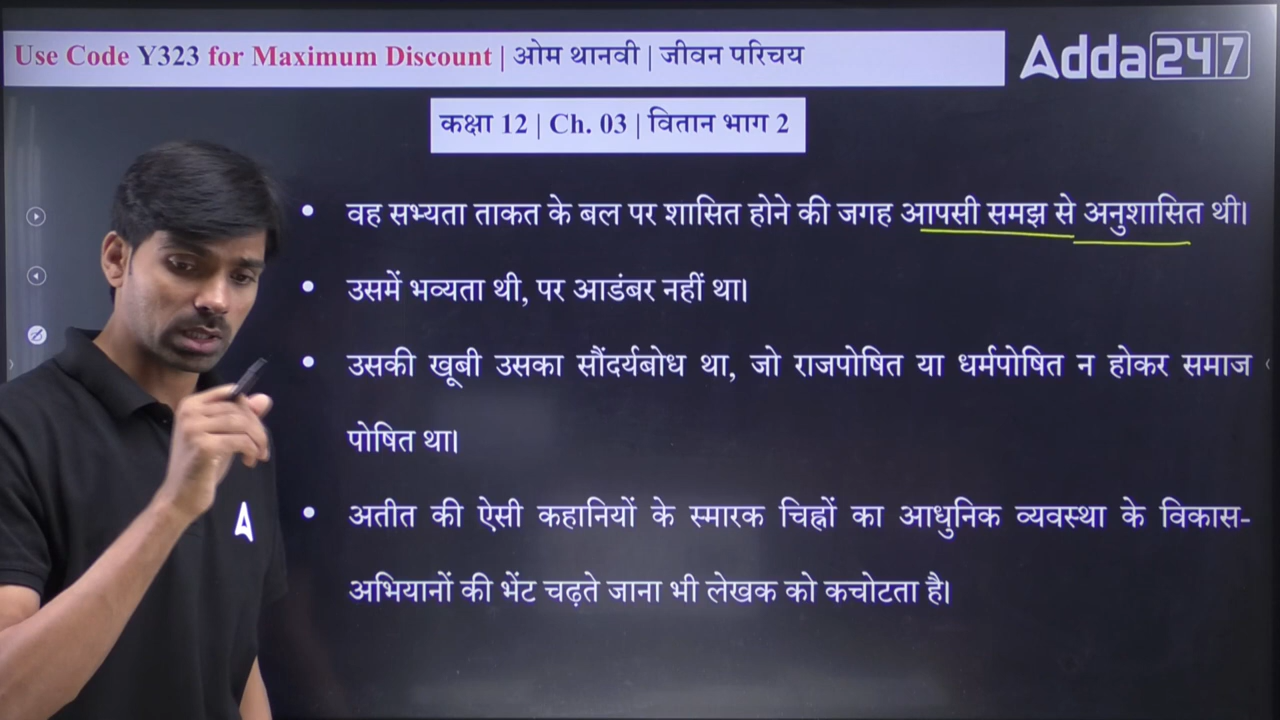 Use Code Y323 for Maximum Discount | ओम थानवी | जीवन परिचय
Adda247
कक्षा 12 | Ch. 03 | वितान भाग 2
• वह सभ्यता ताकत के बल पर शासित होने की जगह आपसी समझ से अनुशासित थी।
• उसमें भव्यता थी, पर आडंबर नहीं था।
• उसकी खूबी उसका सौंदर्यबोध था, जो राजपोषित या धर्मपोषित न होकर समाज
पोषित था।
• अतीत की ऐसी कहानियों के स्मारक चिह्नों का आधुनिक व्यवस्था के विकास-
अभियानों की भेंट चढ़ते जाना भी लेखक को कचोटता है।